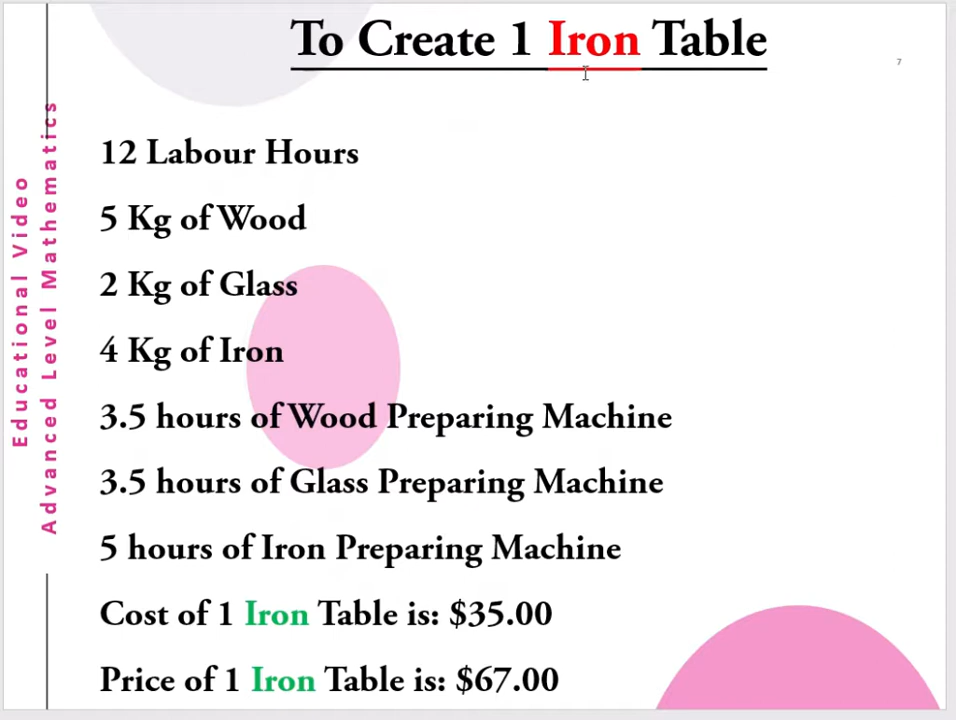 To Create 1 Iron Table
7
12 Labour Hours
5 Kg of Wood
2 Kg of Glass
4 Kg of Iron
3.5 hours of Wood Preparing Machine
3.5 hours of Glass Preparing Machine
5 hours of Iron Preparing Machine
Cost of 1 Iron Table is: $35.00
Price of 1 Iron Table is: $67.00
Educational Video
Advanced Level Mathematics